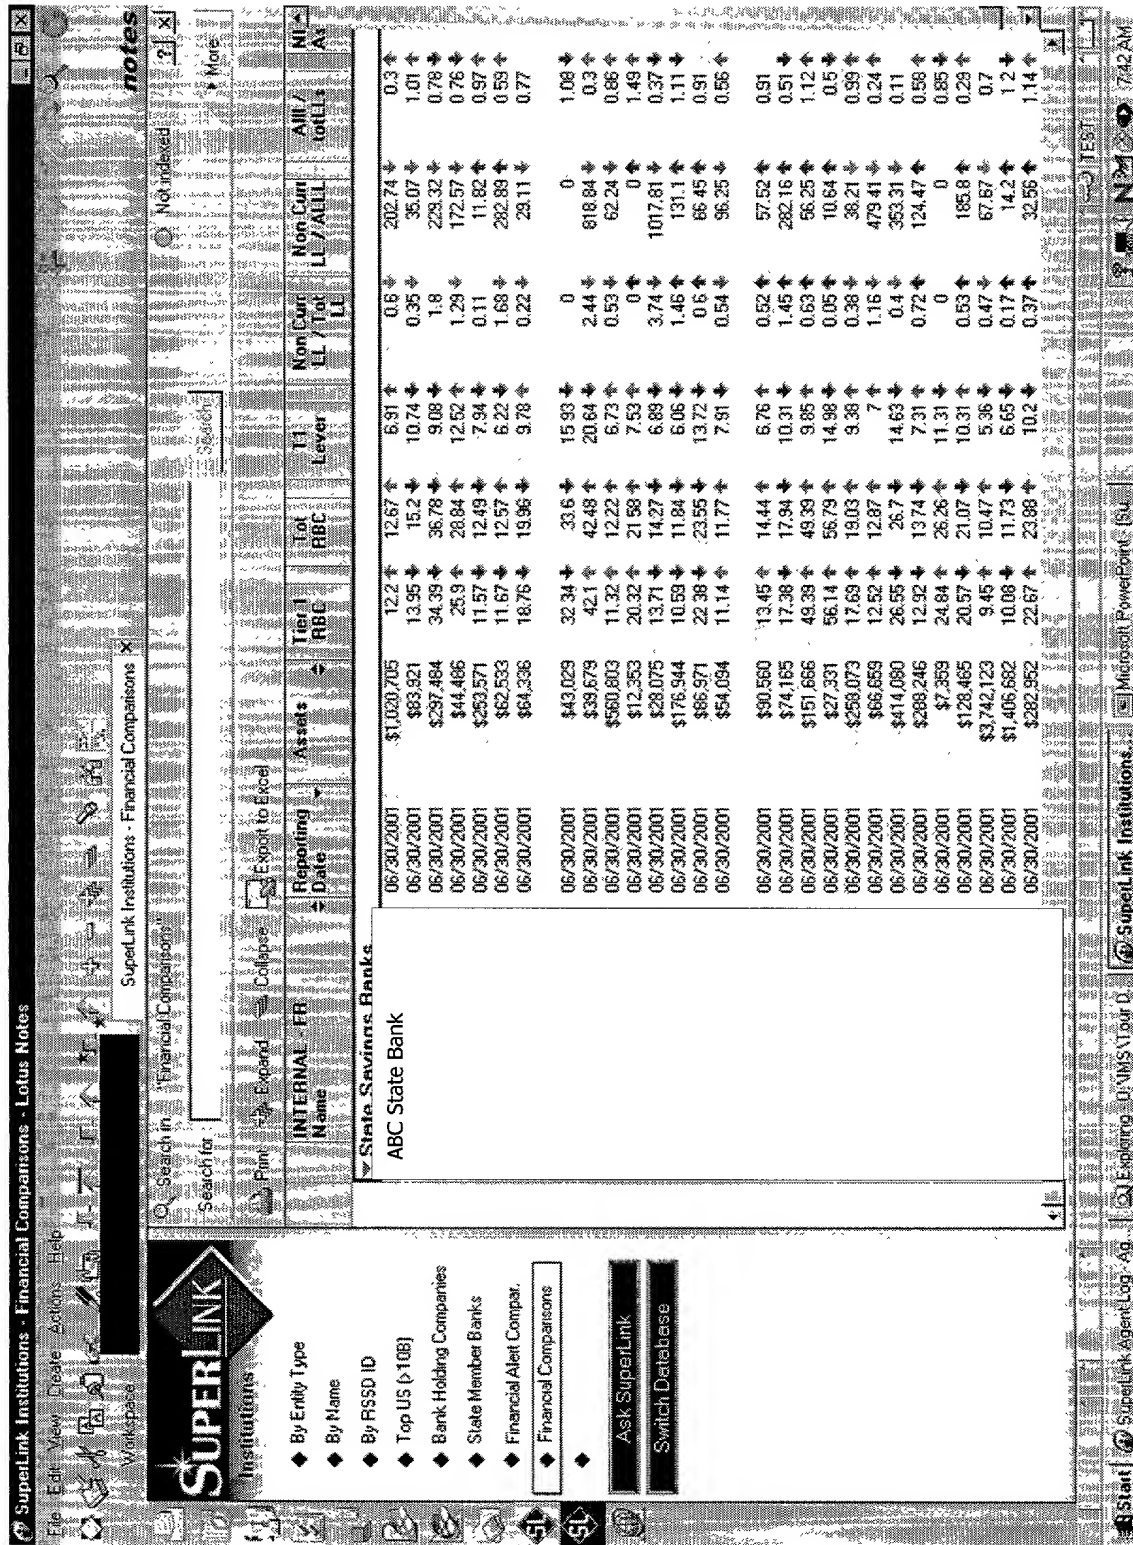 SuperLink Institutions - Financial Comparisons - Lotus Notes
File Edit View Create Actions Help
SuperLink Institutions - Financial Comparisons
Workspace
notes
SUPERLINK
Institutions
By Entity Type
By Name
By RSSD ID
Top US (>10B)
Bank Holding Companies
State Member Banks
Financial Alert Compar.
Financial Comparisons
Ask SuperLink
Switch Database
Search in "Financial Comparisons"
Not indexed
Search for
Search
More
Print Expand Collapse Export to Excel
INTERNAL - FR
Name Reporting Date Assets Tier 1 RBC Tot RBC T1 Lever Non Curr LL / Tot LL Non-Curr LL / ALLL Alll / totLLs NI As
State Savings Banks
ABC State Bank
06/30/2001 $1,020,705 12.2 12.67 6.91 0.6 202.74 0.3
06/30/2001 $83,921 13.95 15.2 10.74 0.35 35.07 1.01
06/30/2001 $297,484 34.39 36.78 9.08 1.8 229.32 0.78
06/30/2001 $44,486 25.9 28.84 12.52 1.29 172.57 0.76
06/30/2001 $253,571 11.57 12.49 7.94 0.11 11.82 0.97
06/30/2001 $62,533 11.67 12.57 6.22 1.68 282.89 0.59
06/30/2001 $64,336 18.76 19.96 9.78 0.22 29.11 0.77
06/30/2001 $43,029 32.34 33.6 15.93 0 0 1.08
06/30/2001 $39,679 42.1 42.48 20.64 2.44 818.84 0.3
06/30/2001 $560,803 11.32 12.22 6.73 0.53 62.24 0.86
06/30/2001 $12,353 20.32 21.58 7.53 0 0 1.49
06/30/2001 $28,075 13.71 14.27 6.89 3.74 1017.81 0.37
06/30/2001 $176,944 10.59 11.84 6.06 1.46 131.1 1.11
06/30/2001 $86,971 22.38 23.55 13.72 0.6 66.45 0.91
06/30/2001 $54,094 11.14 11.77 7.91 0.54 96.25 0.56
06/30/2001 $90,560 13.45 14.44 6.76 0.52 57.52 0.91
06/30/2001 $74,165 17.38 17.94 10.31 1.45 282.16 0.51
06/30/2001 $151,666 49.39 49.39 9.85 0.63 56.25 1.12
06/30/2001 $27,331 56.14 56.79 14.98 0.05 10.64 0.5
06/30/2001 $258,073 17.69 19.03 9.38 0.38 38.21 0.99
06/30/2001 $66,659 12.52 12.87 7 1.16 479.41 0.24
06/30/2001 $414,080 26.55 26.7 14.63 0.4 353.31 0.11
06/30/2001 $288,246 12.92 13.74 7.31 0.72 124.47 0.58
06/30/2001 $7,359 24.84 26.26 11.31 0 0 0.85
06/30/2001 $128,465 20.57 21.07 10.31 0.53 185.8 0.29
06/30/2001 $3,742,123 9.45 10.47 5.36 0.47 67.67 0.7
06/30/2001 $1,406,682 10.08 11.73 6.65 0.17 14.2 1.2
06/30/2001 $282,952 22.67 23.88 10.2 0.37 32.56 1.14
Start SuperLink Agent Log - Ag... Exploring - D:\IMS\Tour D... SuperLink Institutions... Microsoft PowerPoint - [Su... TEST 7:42 AM